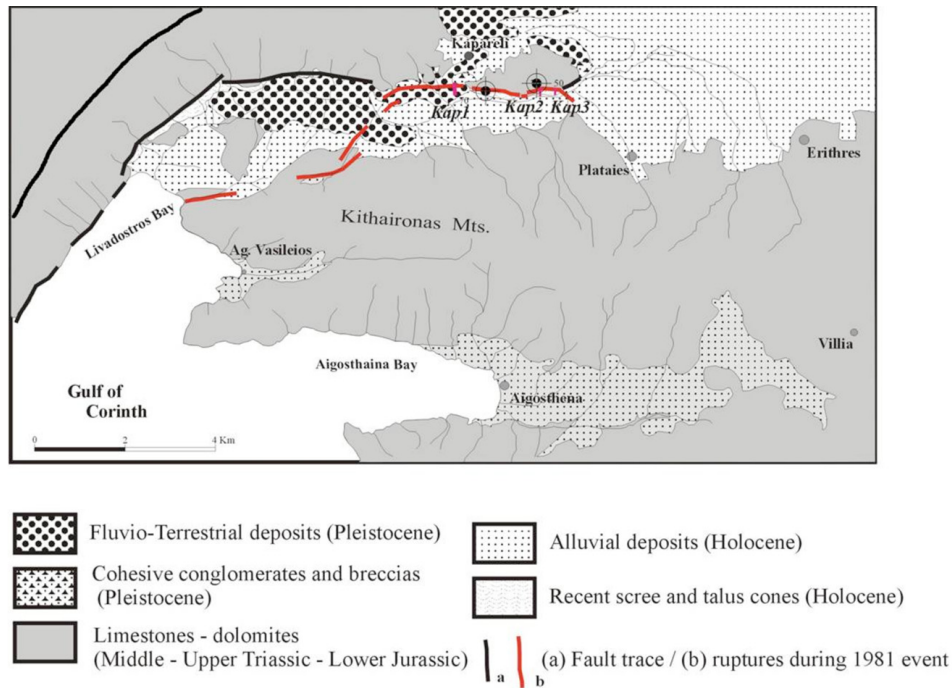 Kapareli
50
Kap1
Kap2
Kap3
Erithres
Plataies
Livadostros Bay
Kithaironas Mts.
Ag. Vasileios
Villia
Aigosthaina Bay
Gulf of
Corinth
Aigosthena
0 2 4 Km
Fluvio-Terrestrial deposits (Pleistocene)
Cohesive conglomerates and breccias
(Pleistocene)
Limestones - dolomites
(Middle - Upper Triassic - Lower Jurassic)
Alluvial deposits (Holocene)
Recent scree and talus cones (Holocene)
a b (a) Fault trace / (b) ruptures during 1981 event